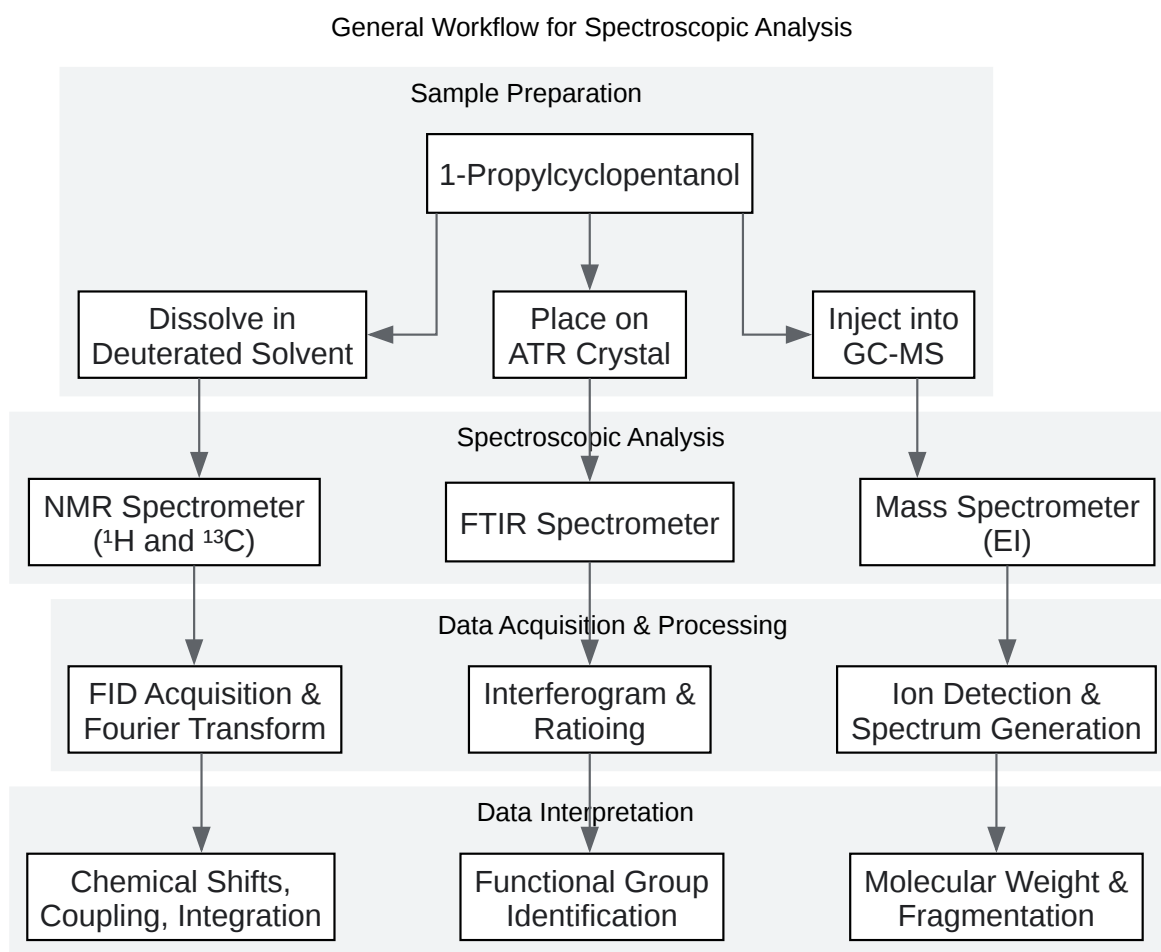 General Workflow for Spectroscopic Analysis
Sample Preparation
1-Propylcyclopentanol
Dissolve in
Deuterated Solvent
Place on
ATR Crystal
Inject into
GC-MS
Spectroscopic Analysis
NMR Spectrometer
(¹H and ¹³C)
FTIR Spectrometer
Mass Spectrometer
(EI)
Data Acquisition & Processing
FID Acquisition &
Fourier Transform
Interferogram &
Ratioing
Ion Detection &
Spectrum Generation
Data Interpretation
Chemical Shifts,
Coupling, Integration
Functional Group
Identification
Molecular Weight &
Fragmentation